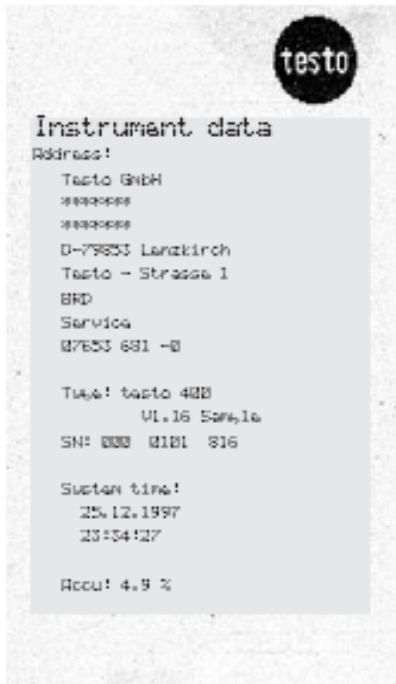 testo
Instrument data
Address:
Testo GmbH
********
********
D-79853 Lenzkirch
Testo - Strasse 1
BRD
Service
07653 681 -0
Type: testo 400
V1.16 Sample
SN: 000 0101 816
System time:
25.12.1997
23:34:27
Accu: 4.9 %